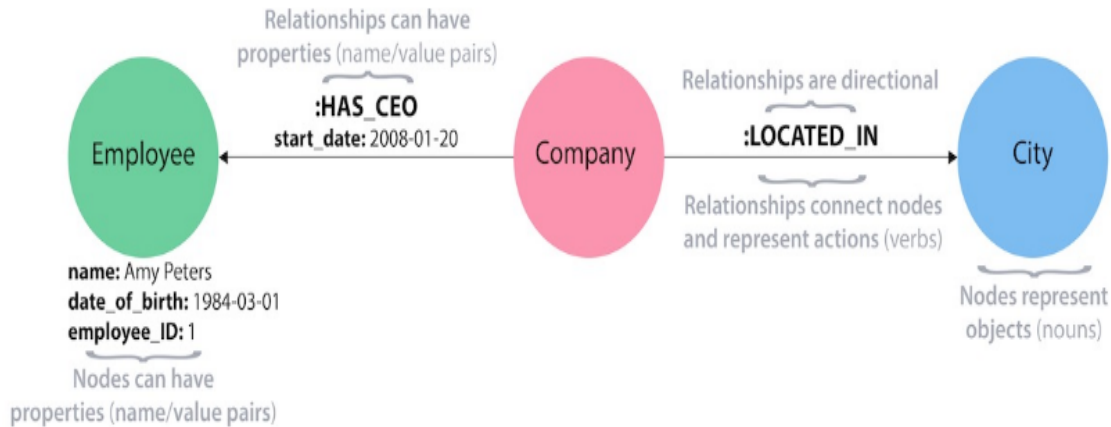 Relationships can have
properties (name/value pairs)
:HAS_CEO
start_date: 2008-01-20
Relationships are directional
:LOCATED_IN
Employee
Company
City
Relationships connect nodes
and represent actions (verbs)
name: Amy Peters
date_of_birth: 1984-03-01
employee_ID: 1
Nodes can have
properties (name/value pairs)
Nodes represent
objects (nouns)